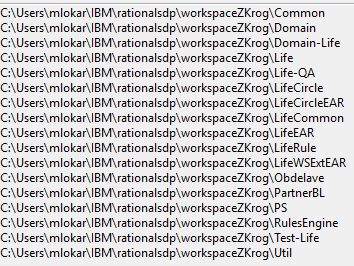 C:\Users\mlokar\IBM\rationalsdp\workspaceZKrog\Common
C:\Users\mlokar\IBM\rationalsdp\workspaceZKrog\Domain
C:\Users\mlokar\IBM\rationalsdp\workspaceZKrog\Domain-Life
C:\Users\mlokar\IBM\rationalsdp\workspaceZKrog\Life
C:\Users\mlokar\IBM\rationalsdp\workspaceZKrog\Life-QA
C:\Users\mlokar\IBM\rationalsdp\workspaceZKrog\LifeCircle
C:\Users\mlokar\IBM\rationalsdp\workspaceZKrog\LifeCircleEAR
C:\Users\mlokar\IBM\rationalsdp\workspaceZKrog\LifeCommon
C:\Users\mlokar\IBM\rationalsdp\workspaceZKrog\LifeEAR
C:\Users\mlokar\IBM\rationalsdp\workspaceZKrog\LifeRule
C:\Users\mlokar\IBM\rationalsdp\workspaceZKrog\LifeWSExtEAR
C:\Users\mlokar\IBM\rationalsdp\workspaceZKrog\Obdelave
C:\Users\mlokar\IBM\rationalsdp\workspaceZKrog\PartnerBL
C:\Users\mlokar\IBM\rationalsdp\workspaceZKrog\PS
C:\Users\mlokar\IBM\rationalsdp\workspaceZKrog\RulesEngine
C:\Users\mlokar\IBM\rationalsdp\workspaceZKrog\Test-Life
C:\Users\mlokar\IBM\rationalsdp\workspaceZKrog\Util